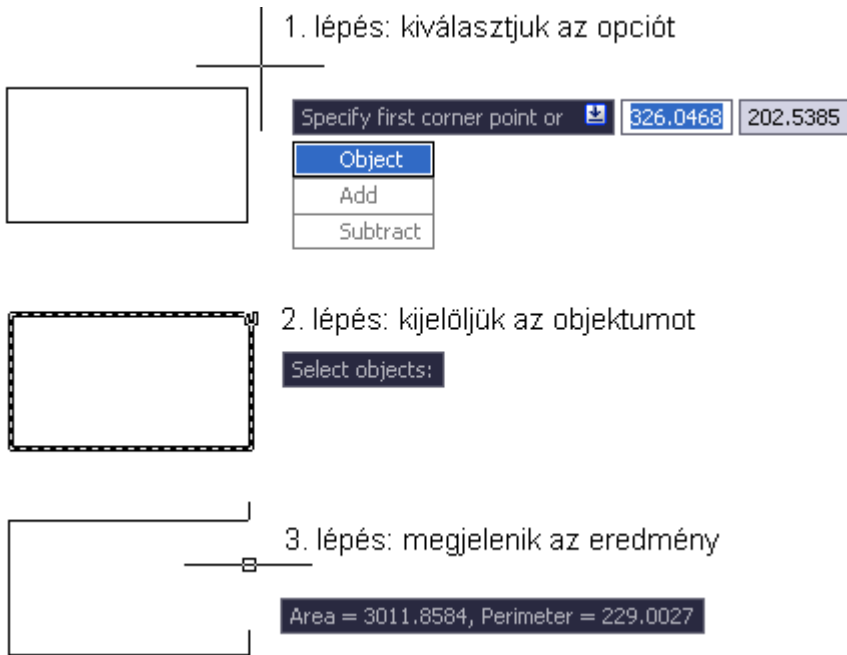 1. lépés: kiválasztjuk az opciót
Specify first corner point or 326.0468 202.5385
Object
Add
Subtract
2. lépés: kijelöljük az objektumot
Select objects:
3. lépés: megjelenik az eredmény
Area = 3011.8584, Perimeter = 229.0027